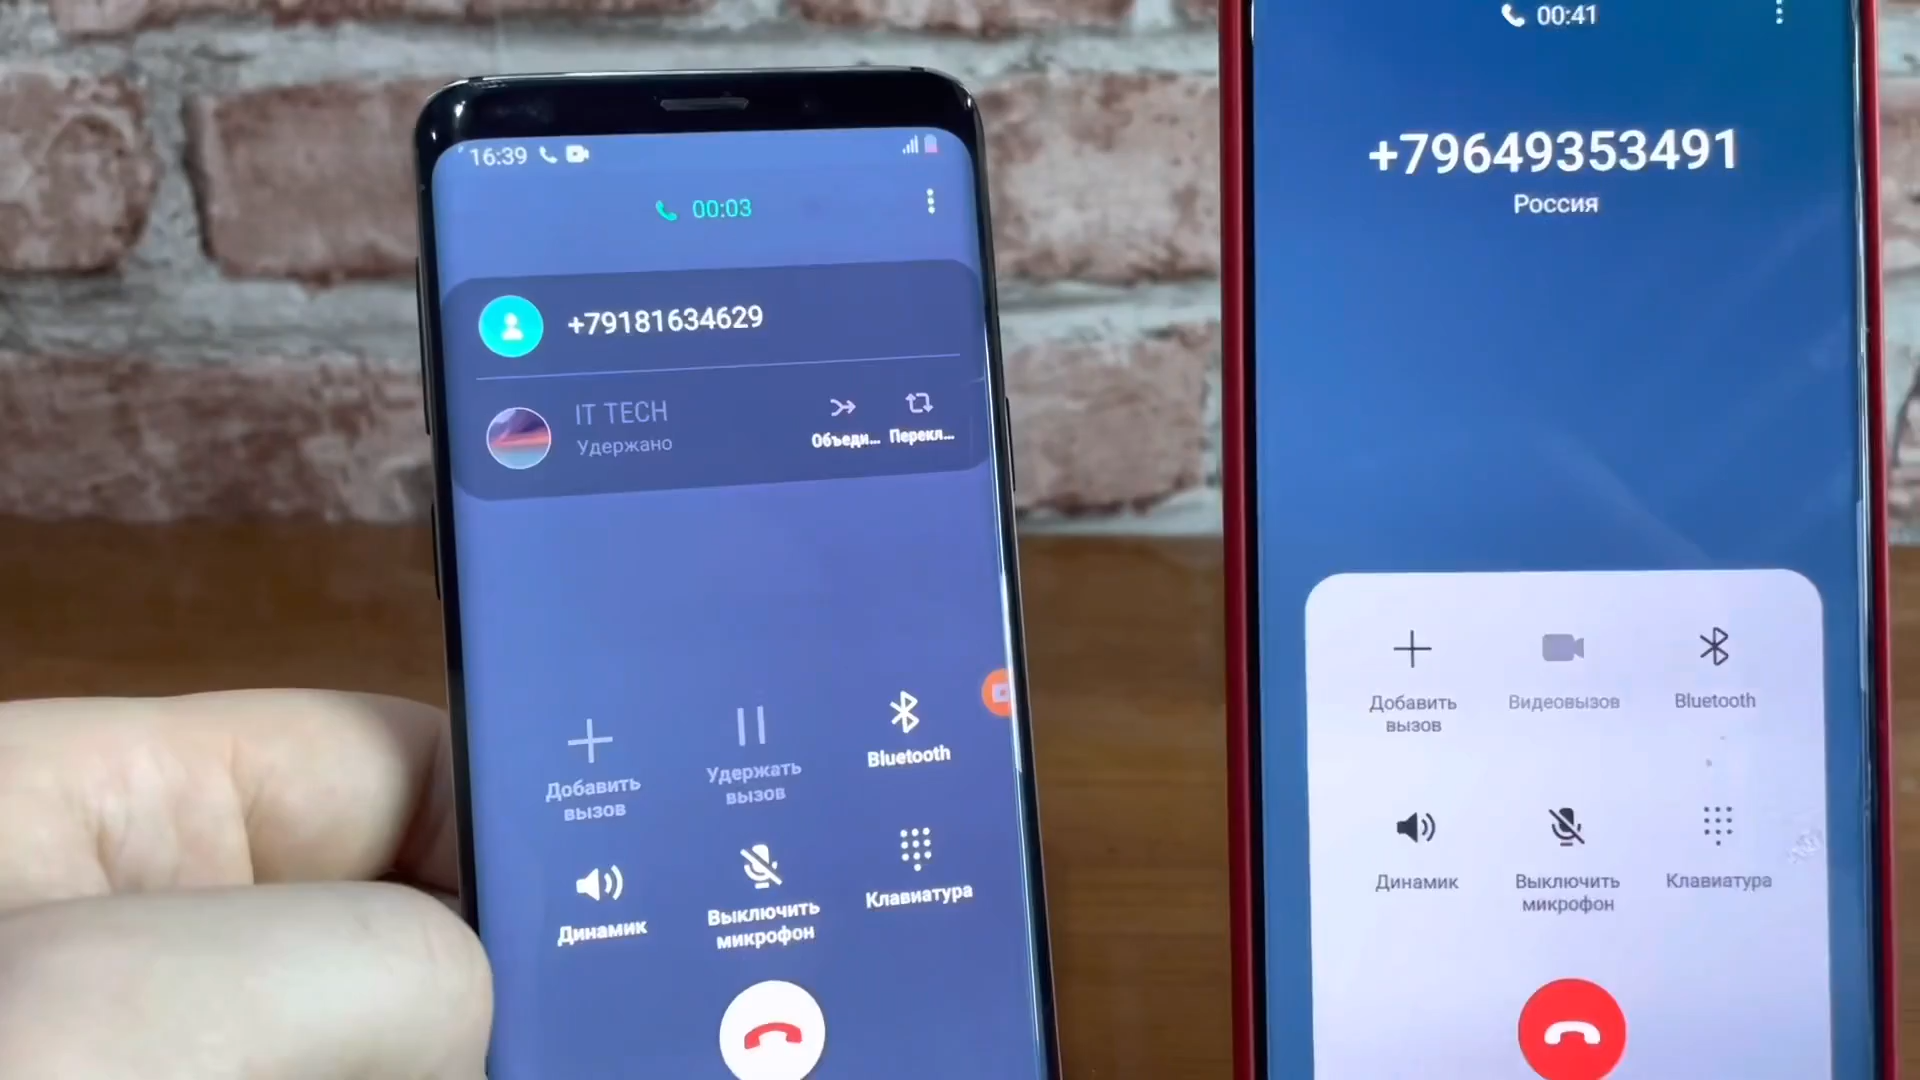 16:39
00:03
+79181634629
IT TECH
Удержано
Объеди...
Перекл...
Добавить
вызов
Удержать
вызов
Bluetooth
Динамик
Выключить
микрофон
Клавиатура
00:41
+79649353491
Россия
Добавить
вызов
Видеовызов
Bluetooth
Динамик
Выключить
микрофон
Клавиатура